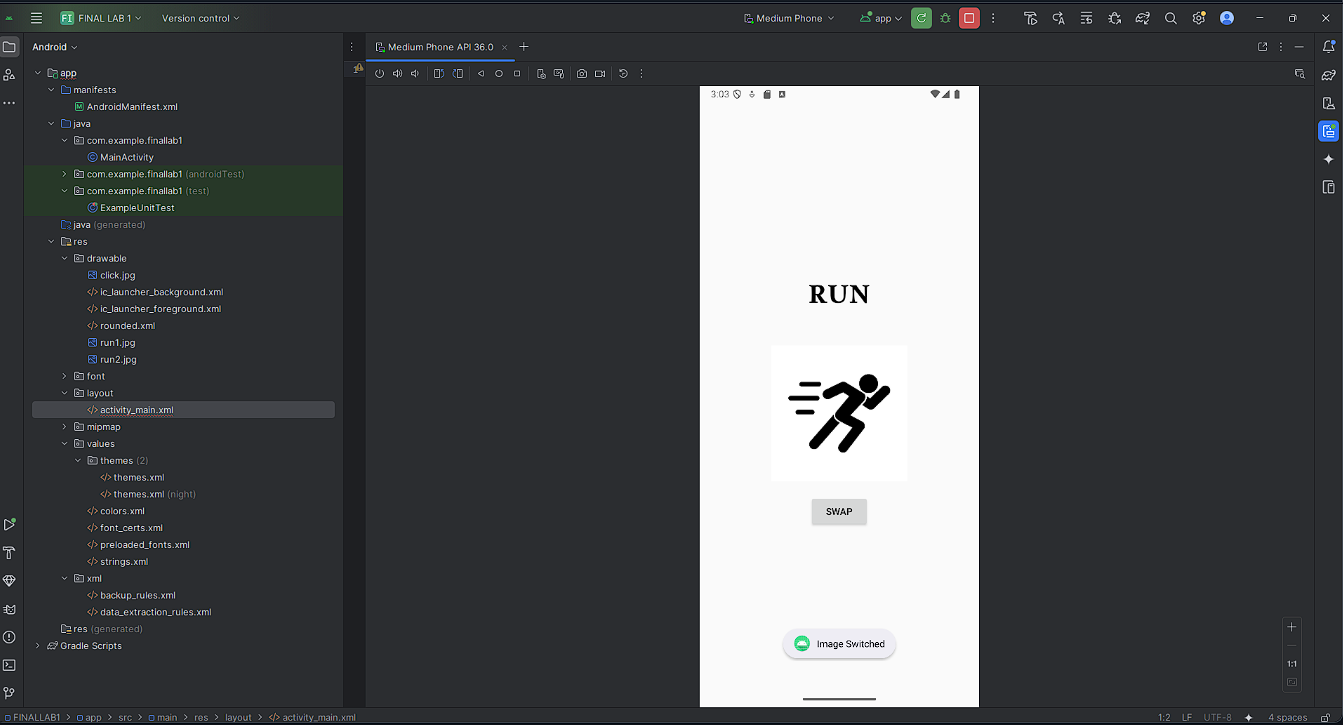 FI FINAL LAB 1 Version control Medium Phone app
Android
Medium Phone API 36.0
app
manifests
AndroidManifest.xml
java
com.example.finallab1
MainActivity
com.example.finallab1 (androidTest)
com.example.finallab1 (test)
ExampleUnitTest
java (generated)
res
drawable
click.jpg
ic_launcher_background.xml
ic_launcher_foreground.xml
rounded.xml
run1.jpg
run2.jpg
font
layout
activity_main.xml
mipmap
values
themes (2)
themes.xml
themes.xml (night)
colors.xml
font_certs.xml
preloaded_fonts.xml
strings.xml
xml
backup_rules.xml
data_extraction_rules.xml
res (generated)
Gradle Scripts
3:03
RUN
SWAP
Image Switched
1:1
FINALLAB1 > app > src > main > res > layout > activity_main.xml 1:2 LF UTF-8 4 spaces